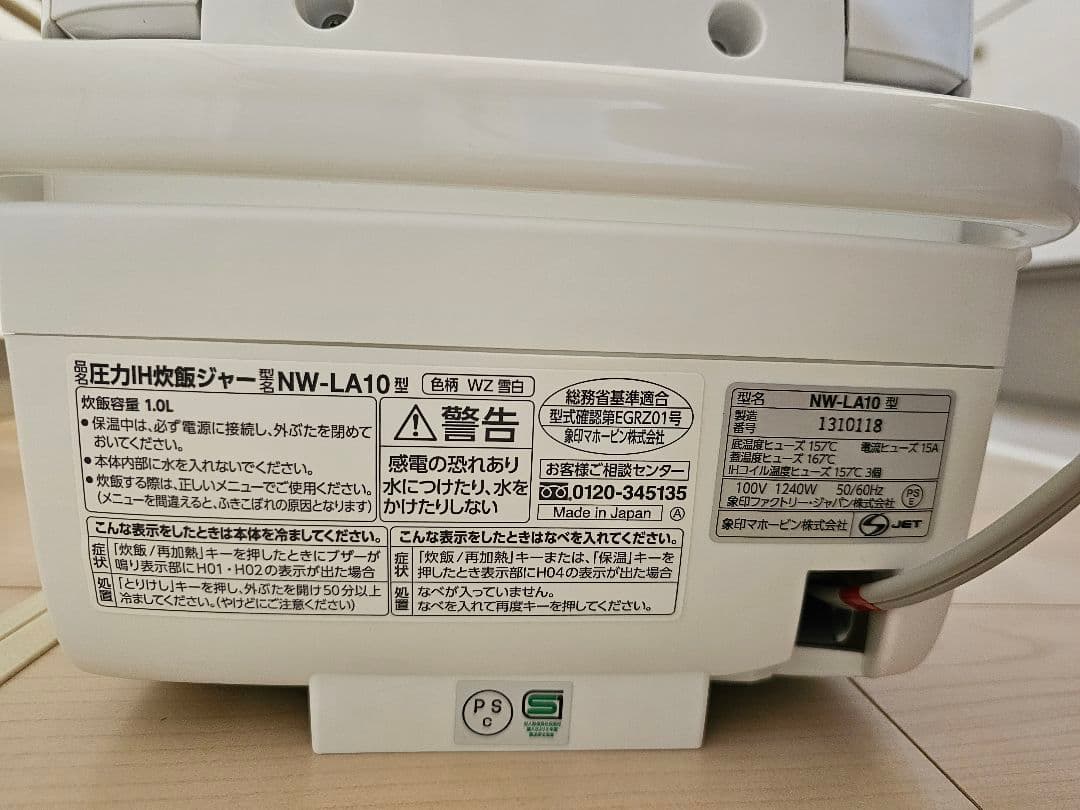 品名 圧力IH炊飯ジャー 型名 NW-LA10 型 色柄 WZ 雪白
炊飯容量 1.0L
●保温中は、必ず電源に接続し、外ぶたを閉めて
おいてください。
●本体内部に水を入れないでください。
●炊飯する際は、正しいメニューでご使用ください。
(メニューを間違えると、ふきこぼれの原因となります)
警告
感電の恐れあり
水につけたり、水を
かけたりしない
総務省基準適合
型式確認第EGRZ01号
象印マホービン株式会社
お客様ご相談センター
0120-345135
Made in Japan Ⓐ
こんな表示をしたときは本体を冷ましてください。
症状 「炊飯/再加熱」キーを押したときにブザーが
鳴り表示部にH01・H02の表示が出た場合
処置 「とりけし」キーを押し、外ぶたを開け50分以上
冷ましてください。(やけどにご注意ください)
こんな表示をしたときはなべを入れてください。
症状 「炊飯/再加熱」キーまたは、「保温」キーを
押したとき表示部にH04の表示が出た場合
処置 なべが入っていません。
なべを入れて再度キーを押してください。
型名 NW-LA10 型
製造番号 1310118
底温度ヒューズ 157℃ 電流ヒューズ 15A
蓋温度ヒューズ 167℃
IHコイル温度ヒューズ 157℃ 3個
100V 1240W 50/60Hz
象印ファクトリー・ジャパン株式会社 PS E
象印マホービン株式会社 JET
PS C